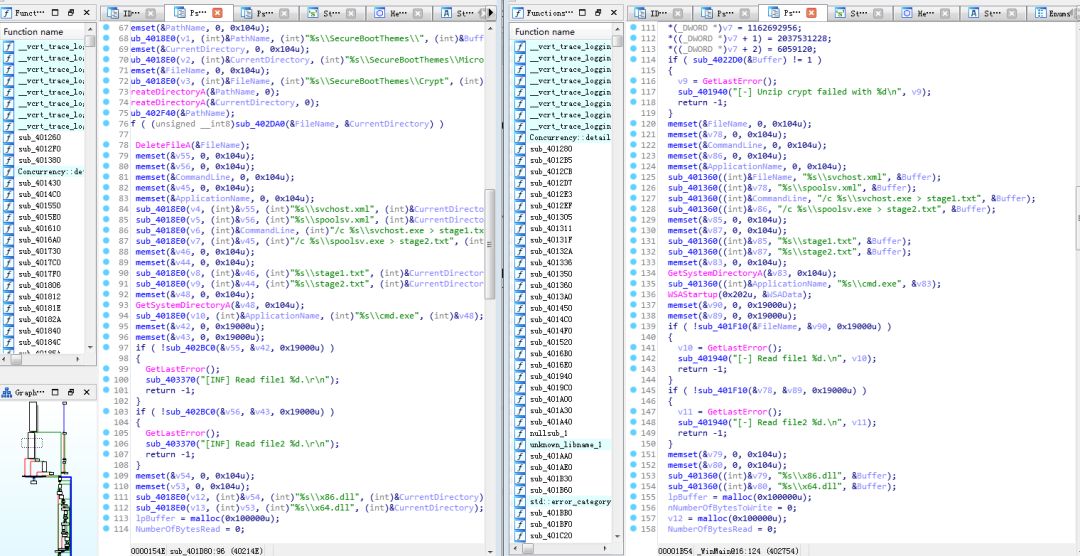 Funct···
ID···
Ps···
Ps···
St···
He···
St···
Function name
__vcrt_trace_logg
__vcrt_trace_log
__vcrt_trace_log
__vcrt_trace_log
__vcrt_trace_log
__vcrt_trace_log
__vcrt_trace_log
__vcrt_trace_log
sub_401260
sub_4012F0
sub_401380
Concurrency::de
sub_401430
sub_4014C0
sub_401550
sub_4015E0
sub_401610
sub_4016A0
sub_401730
sub_4017C0
sub_4017F0
sub_401806
sub_401812
sub_40181E
sub_40182A
sub_401840
sub_40184C
Graph···
emset(&PathName, 0, 0x104u);
68 ub_4018E0(v1, (int)&PathName, (int)"%s\\SecureBootThemes\\", (int)&Buff
69 emset(&CurrentDirectory, 0, 0x104u);
70 ub_4018E0(v2, (int)&CurrentDirectory, (int)"%s\\SecureBootThemes\\Micro
71 emset(&FileName, 0, 0x104u);
72 ub_4018E0(v3, (int)&FileName, (int)"%s\\SecureBootThemes\\Crypt", (int)
73 reateDirectoryA(&PathName, 0);
74 reateDirectoryA(&CurrentDirectory, 0);
75 ub_402F40(&PathName);
76 f ( (unsigned __int8)sub_402DA0(&FileName, &CurrentDirectory) )
77
78 DeleteFileA(&FileName);
79 memset(&v55, 0, 0x104u);
80 memset(&v56, 0, 0x104u);
81 memset(&CommandLine, 0, 0x104u);
82 memset(&v45, 0, 0x104u);
83 memset(&ApplicationName, 0, 0x104u);
84 sub_4018E0(v4, (int)&v55, (int)"%s\\svchost.xml", (int)&CurrentDirecto
85 sub_4018E0(v5, (int)&v56, (int)"%s\\spoolsv.xml", (int)&CurrentDirecto
86 sub_4018E0(v6, (int)&CommandLine, (int)"/c %s\\svchost.exe > stage1.tx
87 sub_4018E0(v7, (int)&v45, (int)"/c %s\\spoolsv.exe > stage2.txt", (int
88 memset(&v46, 0, 0x104u);
89 memset(&v44, 0, 0x104u);
90 sub_4018E0(v8, (int)&v46, (int)"%s\\stage1.txt", (int)&CurrentDirector
91 sub_4018E0(v9, (int)&v44, (int)"%s\\stage2.txt", (int)&CurrentDirector
92 memset(&v48, 0, 0x104u);
93 GetSystemDirectoryA(&v48, 0x104u);
94 sub_4018E0(v10, (int)&ApplicationName, (int)"%s\\cmd.exe", (int)&v48);
95 memset(&v42, 0, 0x19000u);
96 memset(&v43, 0, 0x19000u);
97 if ( !sub_402BC0(&v55, &v42, 0x19000u) )
98 {
99 GetLastError();
100 sub_403370("[INF] Read file1 %d.\r\n");
101 return -1;
102 }
103 if ( !sub_402BC0(&v56, &v43, 0x19000u) )
104 {
105 GetLastError();
106 sub_403370("[INF] Read file2 %d.\r\n");
107 return -1;
108 }
109 memset(&v54, 0, 0x104u);
110 memset(&v53, 0, 0x104u);
111 sub_4018E0(v12, (int)&v54, (int)"%s\\x86.dll", (int)&CurrentDirectory)
112 sub_4018E0(v13, (int)&v53, (int)"%s\\x64.dll", (int)&CurrentDirectory)
113 lpBuffer = malloc(0x100000u);
114 NumberOfBytesRead = 0;
0000154E sub_401D80:96 (40214E)
Functions···
ID···
Ps···
Ps···
Ps···
St···
He···
St···
Enums
Function name
__vcrt_trace_loggin
__vcrt_trace_loggin
__vcrt_trace_loggin
__vcrt_trace_loggin
__vcrt_trace_loggin
__vcrt_trace_loggin
__vcrt_trace_loggin
__vcrt_trace_loggin
Concurrency::detail
sub_401280
sub_4012B5
sub_4012CB
sub_4012D7
sub_4012E3
sub_4012EF
sub_401305
sub_401311
sub_40131F
sub_40132A
sub_401336
sub_401350
sub_401360
sub_4013A0
sub_401450
sub_4014C0
sub_4014F0
sub_401520
sub_4016B0
sub_4016E0
sub_401940
sub_4019C0
sub_401A00
sub_401A30
sub_401A40
nullsub_1
unknown_libname_1
sub_401AA0
sub_401AE0
sub_401B30
sub_401B60
std::error_category
sub_401BB0
sub_401BF0
sub_401C20
111 *(_DWORD *)v7 = 1162692956;
112 *((_DWORD *)v7 + 1) = 2037531228;
113 *((_DWORD *)v7 + 2) = 6059120;
114 if ( sub_4022D0(&Buffer) != 1 )
115 {
116 v9 = GetLastError();
117 sub_401940("[-] Unzip crypt failed with %d\n", v9);
118 return -1;
119 }
120 memset(&FileName, 0, 0x104u);
121 memset(&v78, 0, 0x104u);
122 memset(&CommandLine, 0, 0x104u);
123 memset(&v86, 0, 0x104u);
124 memset(&ApplicationName, 0, 0x104u);
125 sub_401360((int)&FileName, "%s\\svchost.xml", &Buffer);
126 sub_401360((int)&v78, "%s\\spoolsv.xml", &Buffer);
127 sub_401360((int)&CommandLine, "/c %s\\svchost.exe > stage1.txt", &Buffer);
128 sub_401360((int)&v86, "/c %s\\spoolsv.exe > stage2.txt", &Buffer);
129 memset(&v85, 0, 0x104u);
130 memset(&v87, 0, 0x104u);
131 sub_401360((int)&v85, "%s\\stage1.txt", &Buffer);
132 sub_401360((int)&v87, "%s\\stage2.txt", &Buffer);
133 memset(&v83, 0, 0x104u);
134 GetSystemDirectoryA(&v83, 0x104u);
135 sub_401360((int)&ApplicationName, "%s\\cmd.exe", &v83);
136 WSAStartup(0x202u, &WSAData);
137 memset(&v90, 0, 0x19000u);
138 memset(&v89, 0, 0x19000u);
139 if ( !sub_401F10(&FileName, &v90, 0x19000u) )
140 {
141 v10 = GetLastError();
142 sub_401940("[-] Read file1 %d.\n", v10);
143 return -1;
144 }
145 if ( !sub_401F10(&v78, &v89, 0x19000u) )
146 {
147 v11 = GetLastError();
148 sub_401940("[-] Read file2 %d.\n", v11);
149 return -1;
150 }
151 memset(&v79, 0, 0x104u);
152 memset(&v80, 0, 0x104u);
153 sub_401360((int)&v79, "%s\\x86.dll", &Buffer);
154 sub_401360((int)&v80, "%s\\x64.dll", &Buffer);
155 lpBuffer = malloc(0x100000u);
156 nNumberOfBytesToWrite = 0;
157 v12 = malloc(0x100000u);
158 NumberOfBytesRead = 0;
00001B54 _WinMain@16:124 (402754)